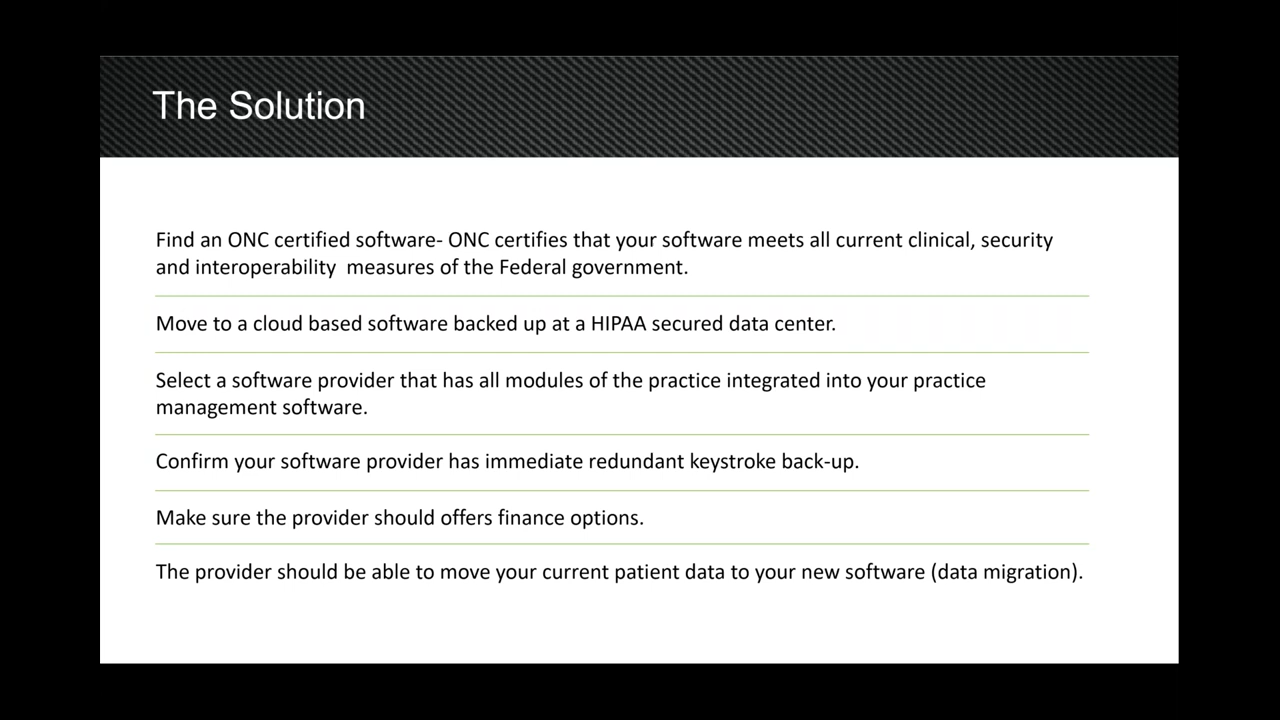 The Solution
Find an ONC certified software- ONC certifies that your software meets all current clinical, security
and interoperability  measures of the Federal government.
Move to a cloud based software backed up at a HIPAA secured data center.
Select a software provider that has all modules of the practice integrated into your practice
management software.
Confirm your software provider has immediate redundant keystroke back-up.
Make sure the provider should offers finance options.
The provider should be able to move your current patient data to your new software (data migration).